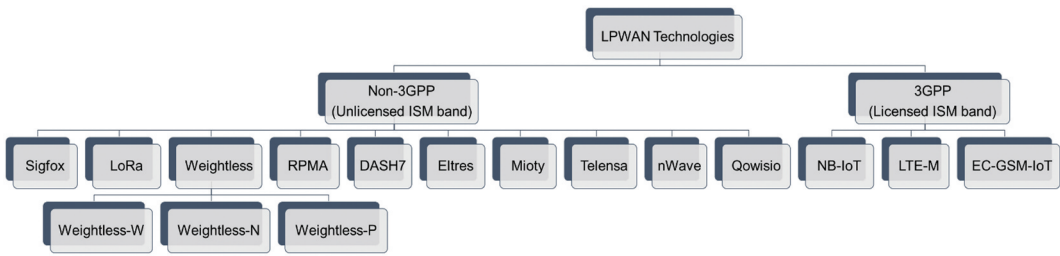 LPWAN Technologies
Non-3GPP
(Unlicensed ISM band)
3GPP
(Licensed ISM band)
Sigfox
LoRa
Weightless
RPMA
DASH7
Eltres
Mioty
Telensa
nWave
Qowisio
NB-IoT
LTE-M
EC-GSM-IoT
Weightless-W
Weightless-N
Weightless-P